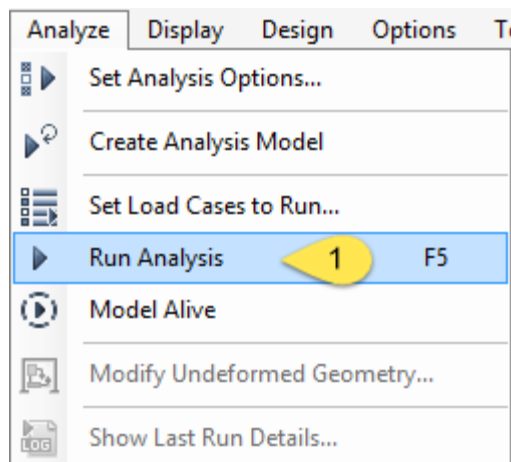 Analyze Display Design Options
Set Analysis Options...
Create Analysis Model
Set Load Cases to Run...
Run Analysis 1 F5
Model Alive
Modify Undeformed Geometry...
LOG Show Last Run Details...